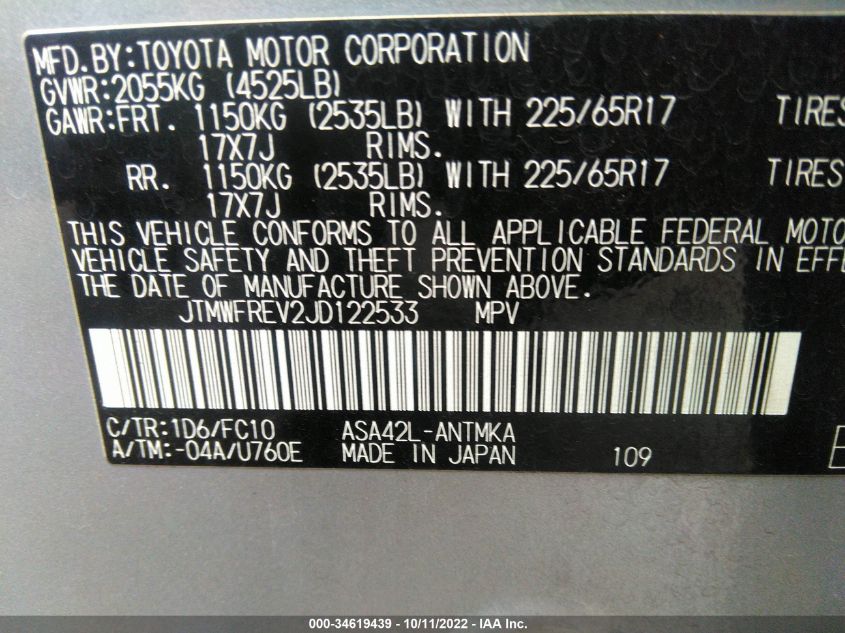 MFD.BY:TOYOTA MOTOR CORPORATION
GVWR:2055KG (4525LB)
GAWR:FRT. 1150KG (2535LB) WITH 225/65R17 TIRES
17X7J RIMS.
RR. 1150KG (2535LB) WITH 225/65R17 TIRES
17X7J RIMS.
THIS VEHICLE CONFORMS TO ALL APPLICABLE FEDERAL MOTO
VEHICLE SAFETY AND THEFT PREVENTION STANDARDS IN EFFE
THE DATE OF MANUFACTURE SHOWN ABOVE.
JTMWFREV2JD122533 MPV
C/TR:1D6/FC10 ASA42L-ANTMKA
A/TM:-04A/U760E MADE IN JAPAN 109
000-34619439 - 10/11/2022 - IAA Inc.